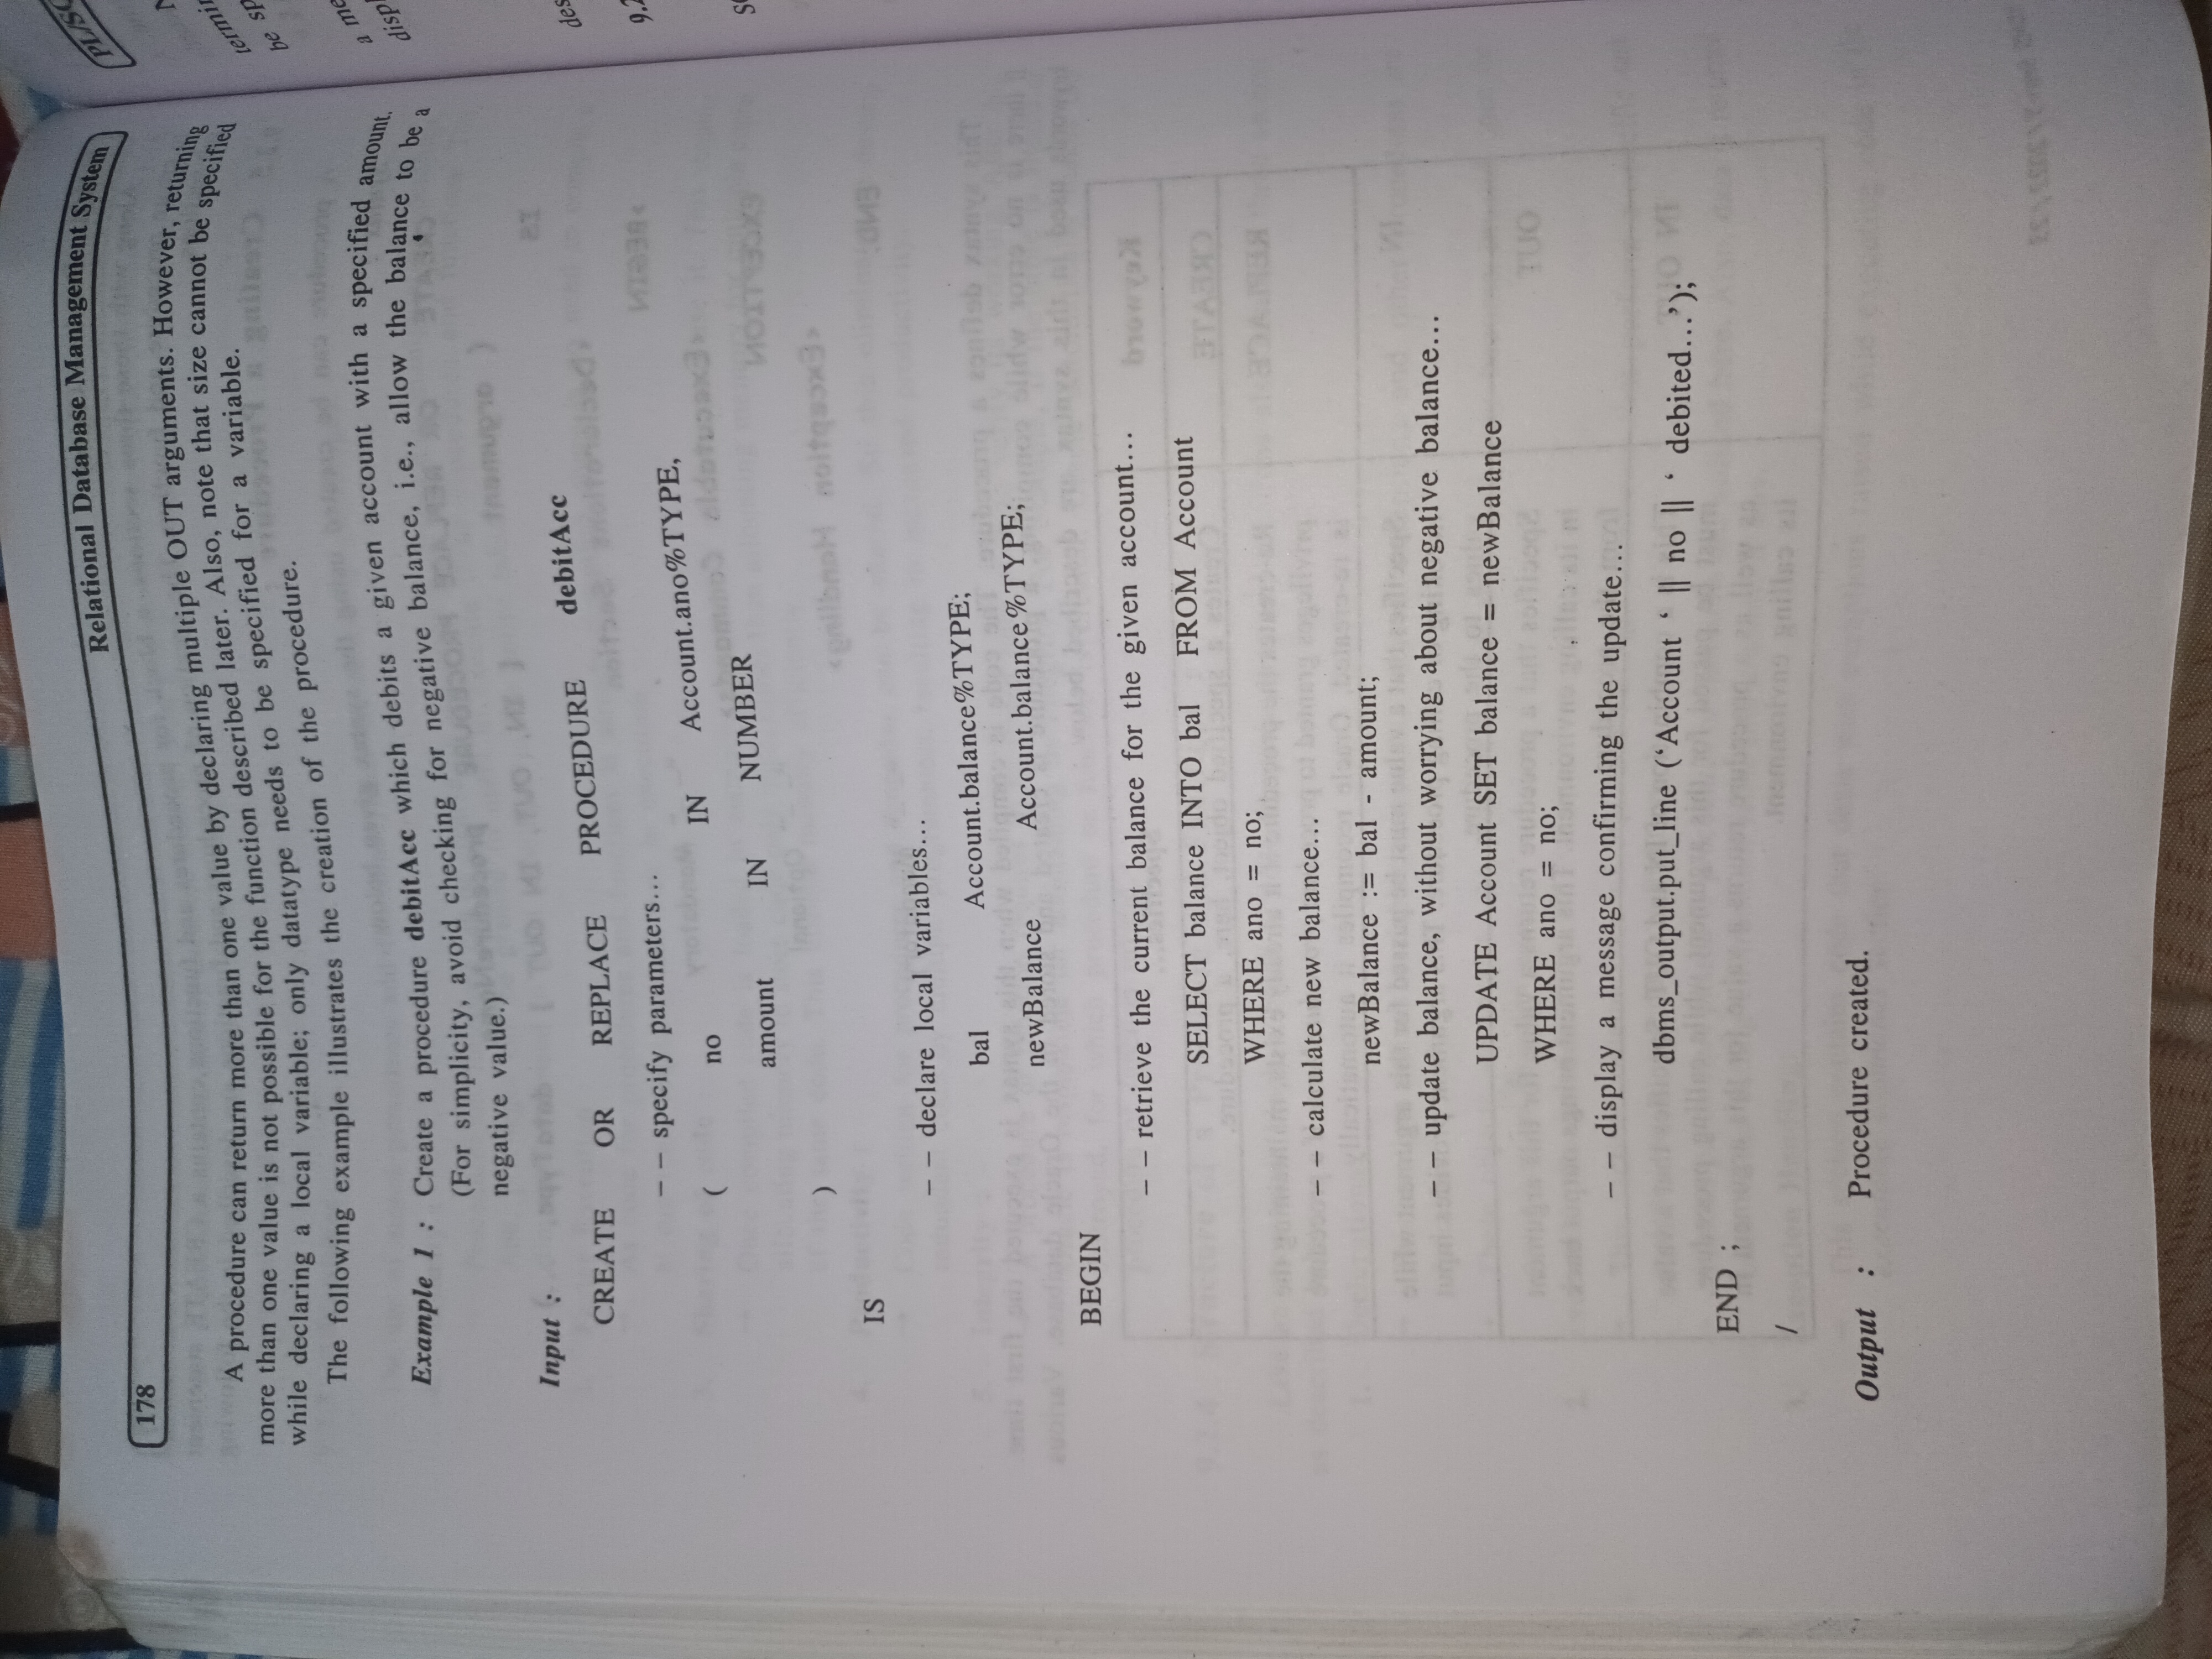 Relational Database Management System
178
A procedure can return more than one value by declaring multiple OUT arguments. However, returning
more than one value is not possible for the function described later. Also, note that size cannot be specified
while declaring a local variable; only datatype needs to be specified for a variable.
The following example illustrates the creation of the procedure.
Example 1 : Create a procedure debitAcc which debits a given account with a specified amount.
(For simplicity, avoid checking for negative balance, i.e., allow the balance to be a
negative value.)
Input :
CREATE OR REPLACE PROCEDURE debitAcc
– – specify parameters...
( no IN Account.ano%TYPE,
amount IN NUMBER
)
IS
– – declare local variables...
bal Account.balance%TYPE;
newBalance Account.balance%TYPE;
BEGIN
– – retrieve the current balance for the given account...
SELECT balance INTO bal FROM Account
WHERE ano = no;
– – calculate new balance...
newBalance := bal - amount;
– – update balance, without worrying about negative balance...
UPDATE Account SET balance = newBalance
WHERE ano = no;
– – display a message confirming the update...
dbms_output.put_line (‘Account ‘ || no || ‘ debited...’);
END ;
/
Output : Procedure created.